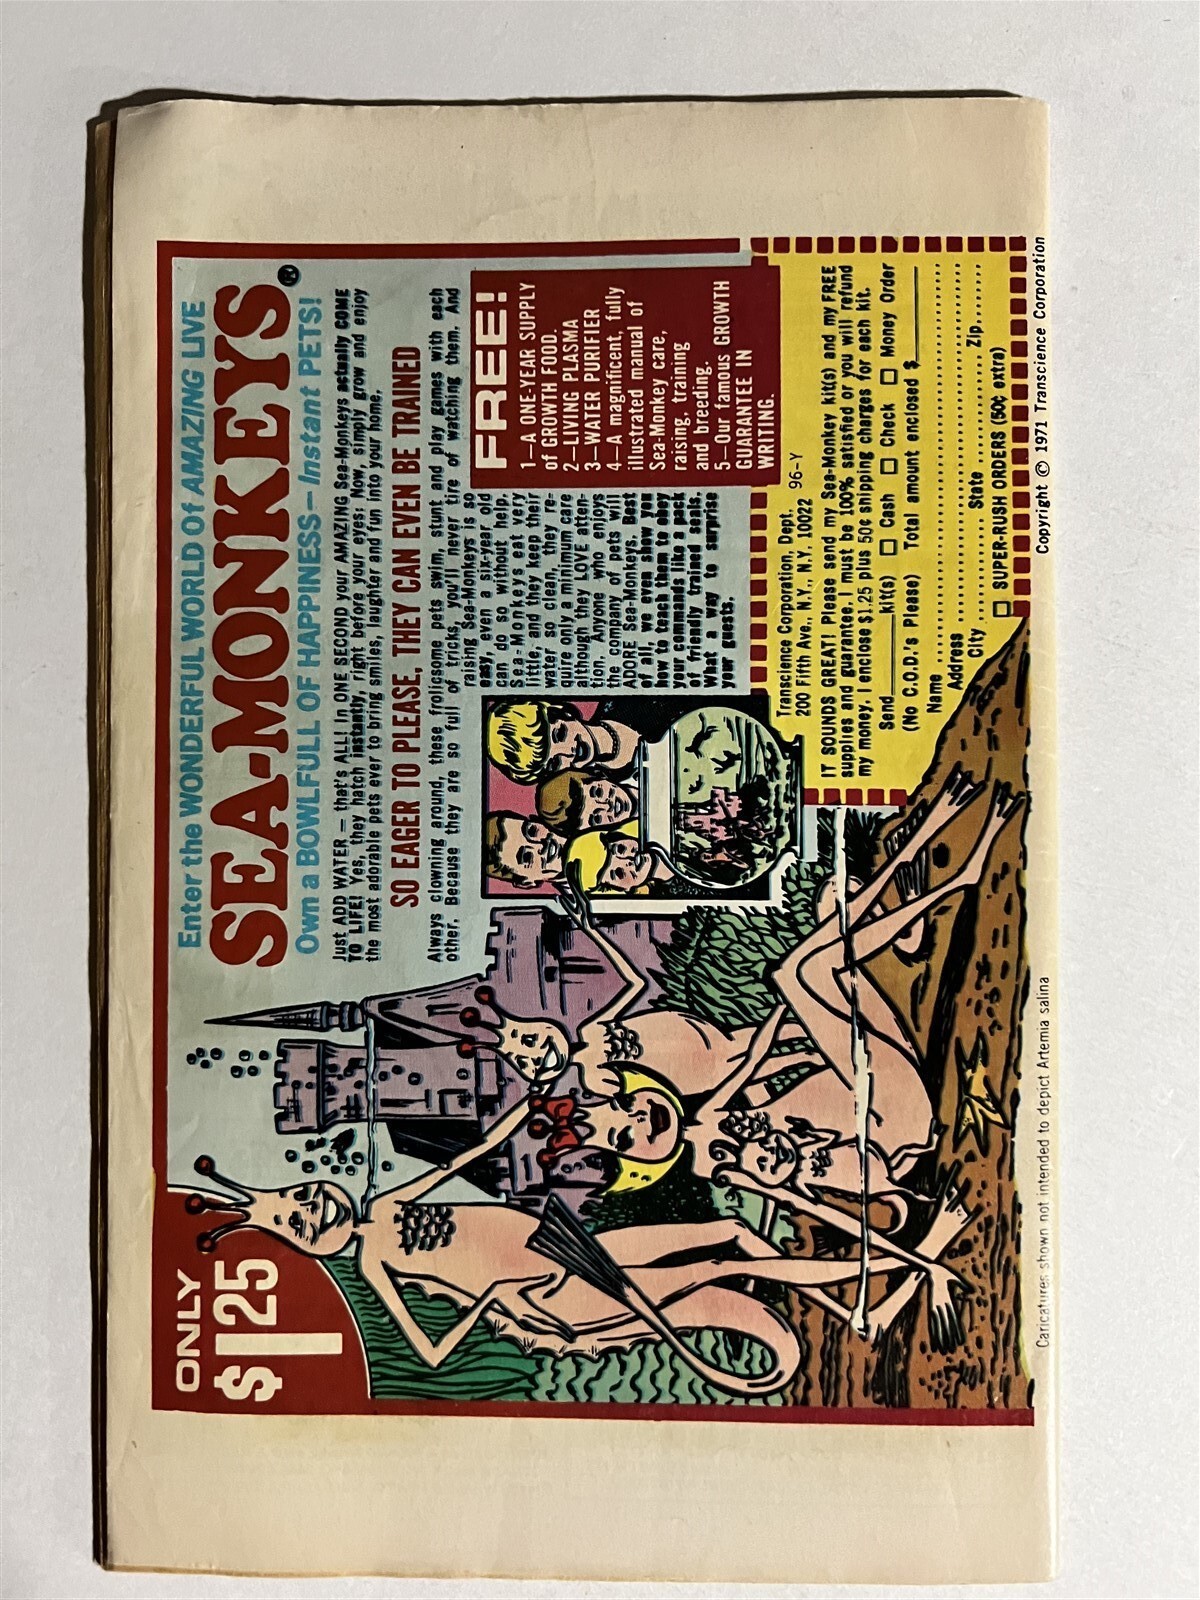 ONLY
$1 25
Enter the WONDERFUL WORLD Of AMAZING LIVE
SEA-MONKEYS®
Own a BOWLFULL OF HAPPINESS—Instant PETS!
Just ADD WATER — that's ALL! In ONE SECOND your AMAZING Sea-Monkeys actually COME
TO LIFE! Yes, they hatch instantly, right before your eyes; Now, simply grow and enjoy
the most adorable pets ever to bring smiles, laughter and fun into your home,
SO EAGER TO PLEASE, THEY CAN EVEN BE TRAINED
Always clowning around, these frolicsome pets swim, stunt and play games with each
other. Because they are so full of tricks, you'll never tire of watching them. And
raising Sea-Monkeys is so
easy, even a six-year old
can do so without help.
Sea-Monkeys eat very
little, and they keep their
water so clean, they re-
quire only a minimum care
although they LOVE atten-
tion. Anyone who enjoys
the company of pets will
ADORE Sea-Monkeys. Best
of all, we even show you
how to teach them to obey
your commands like a pack
of friendly trained seals.
What a way to surprise
your guests.
FREE!
1—A ONE-YEAR SUPPLY
of GROWTH FOOD.
2—LIVING PLASMA
3—WATER PURIFIER
4—A magnificent, fully
illustrated manual of
Sea-Monkey care,
raising, training
and breeding.
5—Our famous GROWTH
GUARANTEE IN
WRITING.
Transcience Corporation, Dept. 96-Y
200 Fifth Ave., N.Y., N.Y. 10022
IT SOUNDS GREAT! Please send my Sea-Monkey kit(s) and my FREE
supplies and guarantee. I must be 100% satisfied or you will refund
my money. I enclose $1.25 plus 50¢ shipping charges for each kit.
Send kit(s) Cash Check Money Order
(No C.O.D.'s Please) Total amount enclosed $
Name
Address
City State Zip
SUPER-RUSH ORDERS (50¢ extra)
Caricatures shown not intended to depict Artemia salina
Copyright © 1971 Transcience Corporation